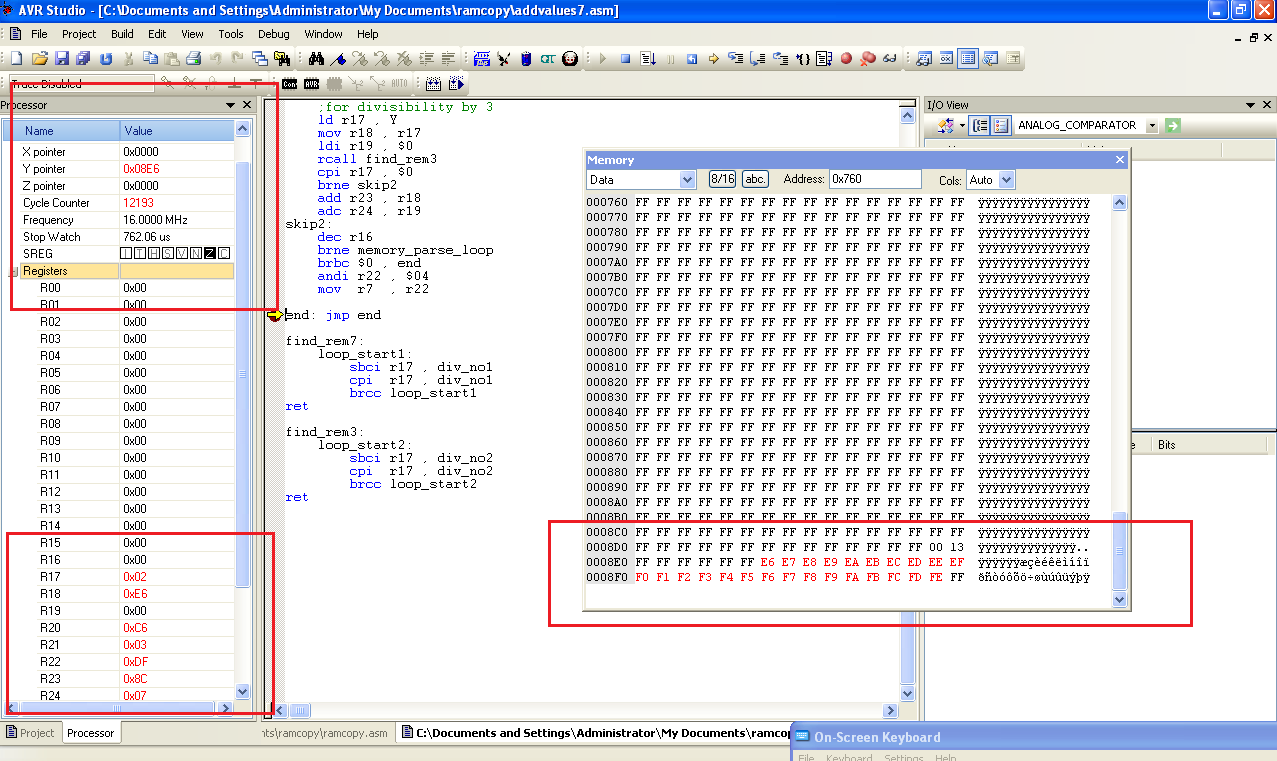 AVR Studio - [C:\Documents and Settings\Administrator\My Documents\ramcopy\addvalues7.asm]
File Project Build Edit View Tools Debug Window Help
Trace Disabled
Con AVR AUTO
Processor
Name Value
X pointer 0x0000
Y pointer 0x08E6
Z pointer 0x0000
Cycle Counter 12193
Frequency 16.0000 MHz
Stop Watch 762.06 us
SREG I T H S V N Z C
Registers
R00 0x00
R01 0x00
R02 0x00
R03 0x00
R04 0x00
R05 0x00
R06 0x00
R07 0x00
R08 0x00
R09 0x00
R10 0x00
R11 0x00
R12 0x00
R13 0x00
R14 0x00
R15 0x00
R16 0x00
R17 0x02
R18 0xE6
R19 0x00
R20 0xC6
R21 0x03
R22 0xDF
R23 0x8C
R24 0x07
Project Processor
;for divisibility by 3
ld r17 , Y
mov r18 , r17
ldi r19 , $0
rcall find_rem3
cpi r17 , $0
brne skip2
add r23 , r18
adc r24 , r19
skip2:
dec r16
brne memory_parse_loop
brbc $0 , end
andi r22 , $04
mov r7 , r22
end: jmp end
find_rem7:
loop_start1:
sbci r17 , div_no1
cpi r17 , div_no1
brcc loop_start1
ret
find_rem3:
loop_start2:
sbci r17 , div_no2
cpi r17 , div_no2
brcc loop_start2
ret
nts\ramcopy\ramcopy.asm C:\Documents and Settings\Administrator\My Documents\ramcopy
I/O View
ANALOG_COMPARATOR
Bits
Memory
Data 8/16 abc. Address: 0x760 Cols: Auto
000760 FF FF FF FF FF FF FF FF FF FF FF FF FF FF FF FF ÿÿÿÿÿÿÿÿÿÿÿÿÿÿÿÿ
000770 FF FF FF FF FF FF FF FF FF FF FF FF FF FF FF FF ÿÿÿÿÿÿÿÿÿÿÿÿÿÿÿÿ
000780 FF FF FF FF FF FF FF FF FF FF FF FF FF FF FF FF ÿÿÿÿÿÿÿÿÿÿÿÿÿÿÿÿ
000790 FF FF FF FF FF FF FF FF FF FF FF FF FF FF FF FF ÿÿÿÿÿÿÿÿÿÿÿÿÿÿÿÿ
0007A0 FF FF FF FF FF FF FF FF FF FF FF FF FF FF FF FF ÿÿÿÿÿÿÿÿÿÿÿÿÿÿÿÿ
0007B0 FF FF FF FF FF FF FF FF FF FF FF FF FF FF FF FF ÿÿÿÿÿÿÿÿÿÿÿÿÿÿÿÿ
0007C0 FF FF FF FF FF FF FF FF FF FF FF FF FF FF FF FF ÿÿÿÿÿÿÿÿÿÿÿÿÿÿÿÿ
0007D0 FF FF FF FF FF FF FF FF FF FF FF FF FF FF FF FF ÿÿÿÿÿÿÿÿÿÿÿÿÿÿÿÿ
0007E0 FF FF FF FF FF FF FF FF FF FF FF FF FF FF FF FF ÿÿÿÿÿÿÿÿÿÿÿÿÿÿÿÿ
0007F0 FF FF FF FF FF FF FF FF FF FF FF FF FF FF FF FF ÿÿÿÿÿÿÿÿÿÿÿÿÿÿÿÿ
000800 FF FF FF FF FF FF FF FF FF FF FF FF FF FF FF FF ÿÿÿÿÿÿÿÿÿÿÿÿÿÿÿÿ
000810 FF FF FF FF FF FF FF FF FF FF FF FF FF FF FF FF ÿÿÿÿÿÿÿÿÿÿÿÿÿÿÿÿ
000820 FF FF FF FF FF FF FF FF FF FF FF FF FF FF FF FF ÿÿÿÿÿÿÿÿÿÿÿÿÿÿÿÿ
000830 FF FF FF FF FF FF FF FF FF FF FF FF FF FF FF FF ÿÿÿÿÿÿÿÿÿÿÿÿÿÿÿÿ
000840 FF FF FF FF FF FF FF FF FF FF FF FF FF FF FF FF ÿÿÿÿÿÿÿÿÿÿÿÿÿÿÿÿ
000850 FF FF FF FF FF FF FF FF FF FF FF FF FF FF FF FF ÿÿÿÿÿÿÿÿÿÿÿÿÿÿÿÿ
000860 FF FF FF FF FF FF FF FF FF FF FF FF FF FF FF FF ÿÿÿÿÿÿÿÿÿÿÿÿÿÿÿÿ
000870 FF FF FF FF FF FF FF FF FF FF FF FF FF FF FF FF ÿÿÿÿÿÿÿÿÿÿÿÿÿÿÿÿ
000880 FF FF FF FF FF FF FF FF FF FF FF FF FF FF FF FF ÿÿÿÿÿÿÿÿÿÿÿÿÿÿÿÿ
000890 FF FF FF FF FF FF FF FF FF FF FF FF FF FF FF FF ÿÿÿÿÿÿÿÿÿÿÿÿÿÿÿÿ
0008A0 FF FF FF FF FF FF FF FF FF FF FF FF FF FF FF FF ÿÿÿÿÿÿÿÿÿÿÿÿÿÿÿÿ
0008B0 FF FF FF FF FF FF FF FF FF FF FF FF FF FF FF FF ÿÿÿÿÿÿÿÿÿÿÿÿÿÿÿÿ
0008C0 FF FF FF FF FF FF FF FF FF FF FF FF FF FF FF FF ÿÿÿÿÿÿÿÿÿÿÿÿÿÿÿÿ
0008D0 FF FF FF FF FF FF FF FF FF FF FF FF FF FF 00 13 ÿÿÿÿÿÿÿÿÿÿÿÿÿÿ..
0008E0 FF FF FF FF FF FF E6 E7 E8 E9 EA EB EC ED EE EF ÿÿÿÿÿÿæçèéêëìíîï
0008F0 F0 F1 F2 F3 F4 F5 F6 F7 F8 F9 FA FB FC FD FE FF ðñòóôõö÷øùúûüýþÿ
On-Screen Keyboard
File Keyboard Settings Help